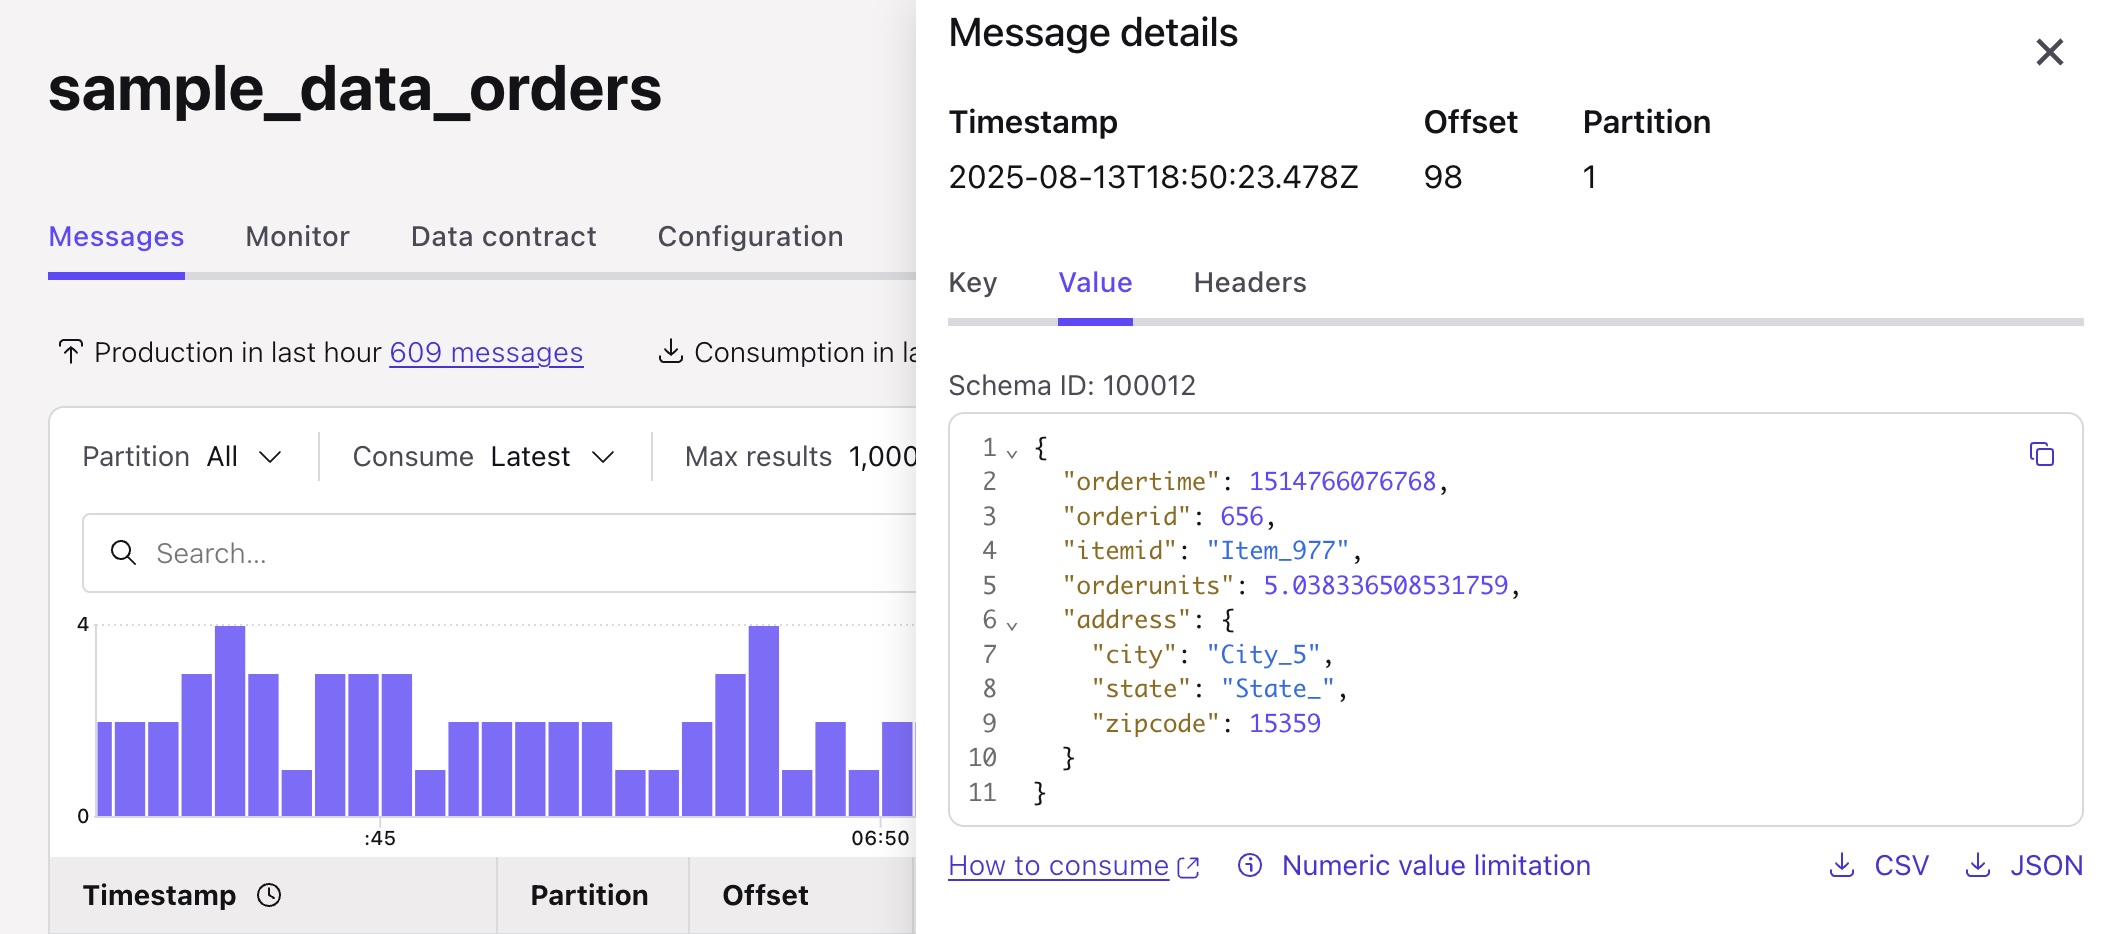 sample_data_orders
Messages Monitor Data contract Configuration
Production in last hour 609 messages Consumption in la
Partition All Consume Latest Max results 1,000
Search...
4
0
:45 06:50
Timestamp Partition Offset
Message details
Timestamp Offset Partition
2025-08-13T18:50:23.478Z 98 1
Key Value Headers
Schema ID: 100012
1 {
2 "ordertime": 1514766076768,
3 "orderid": 656,
4 "itemid": "Item_977",
5 "orderunits": 5.038336508531759,
6 "address": {
7 "city": "City_5",
8 "state": "State_",
9 "zipcode": 15359
10 }
11 }
How to consume Numeric value limitation CSV JSON